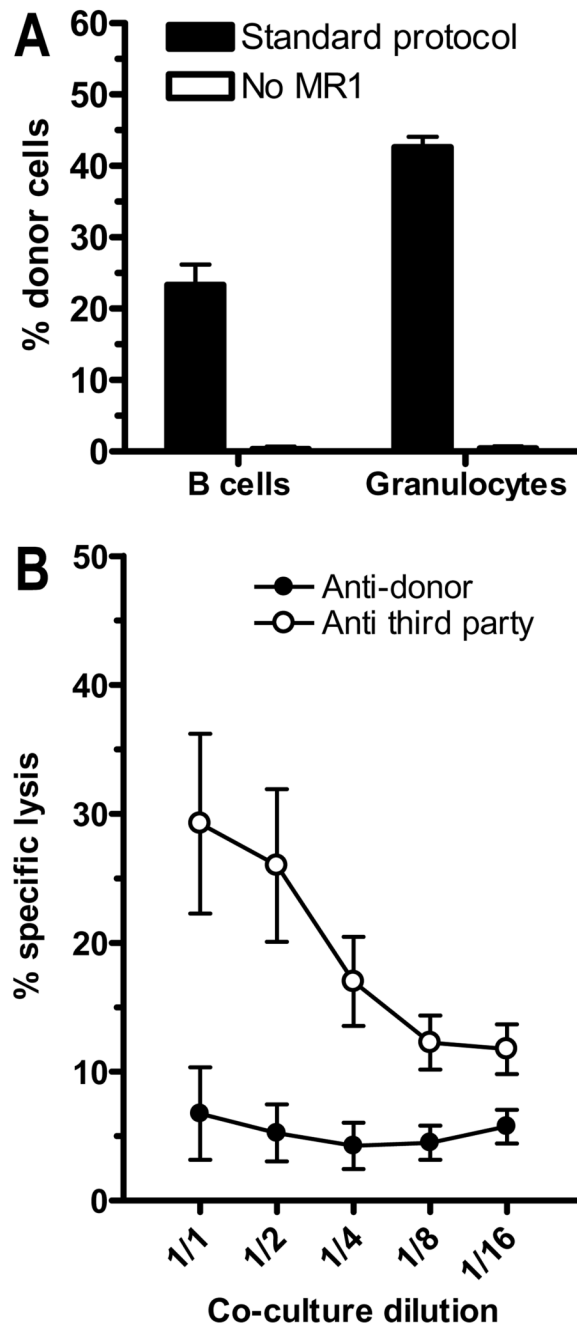 A
60
50
40
30
20
10
0
% donor cells
Standard protocol
No MR1
B cells
Granulocytes
B
50
40
30
20
10
0
% specific lysis
Anti-donor
Anti third party
1/1
1/2
1/4
1/8
1/16
Co-culture dilution